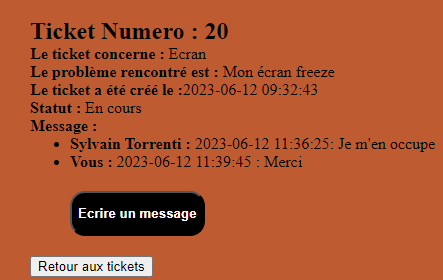 Ticket Numero : 20
Le ticket concerne : Ecran
Le problème rencontré est : Mon écran freeze
Le ticket a été créé le :2023-06-12 09:32:43
Statut : En cours
Message :
• Sylvain Torrenti : 2023-06-12 11:36:25: Je m'en occupe
• Vous : 2023-06-12 11:39:45 : Merci
Ecrire un message
Retour aux tickets